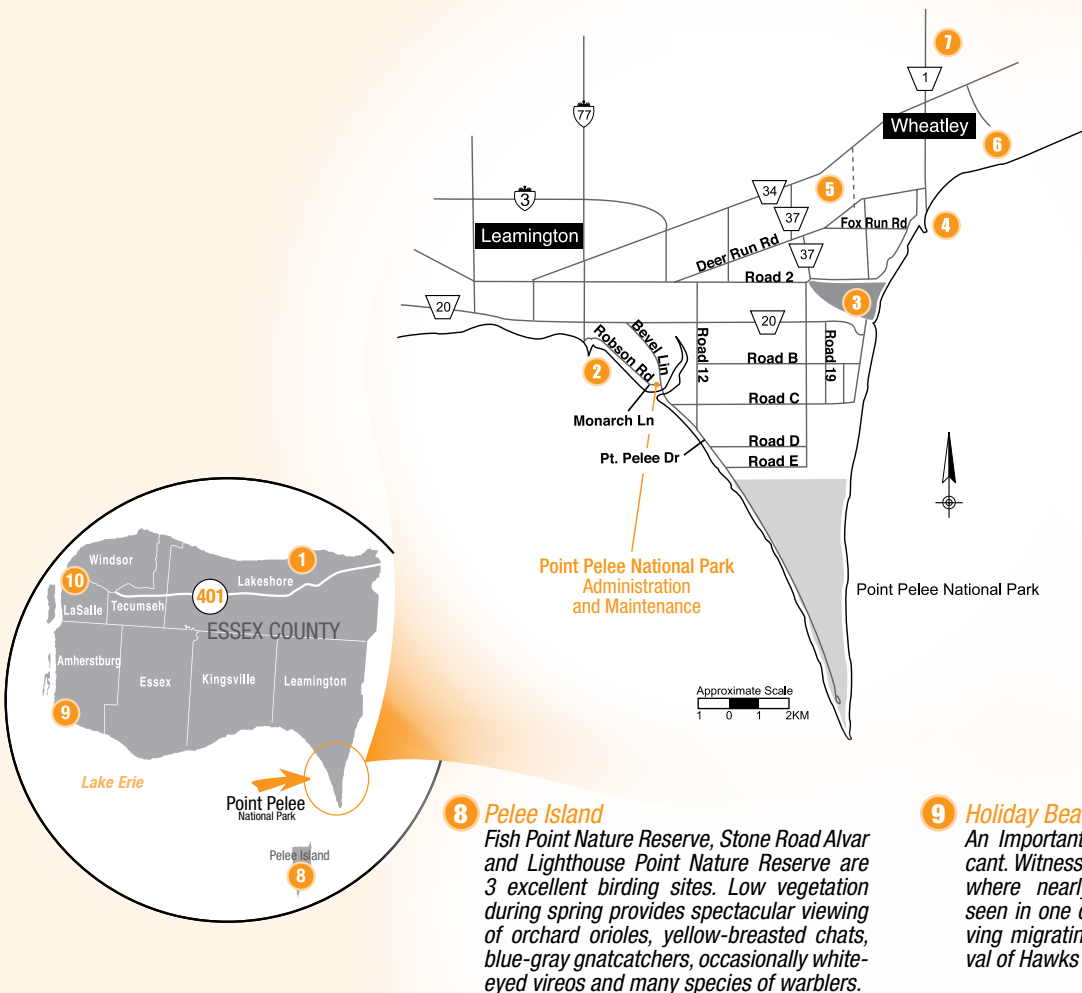 7
1
77
Wheatley
6
3
34
5
37
Fox Run Rd
4
Leamington
Deer Run Rd
37
Road 2
3
20
20
Bevel Lin
Robson Rd
Road 12
Road B
Road 19
2
Road C
Monarch Ln
Road D
Pt. Pelee Dr
Road E
Point Pelee National Park
Administration
and Maintenance
Point Pelee National Park
Approximate Scale
1 0 1 2KM
Windsor
1
10
Lakeshore
LaSalle
Tecumseh
401
ESSEX COUNTY
Amherstburg
Essex
Kingsville
Leamington
9
Lake Erie
Point Pelee
National Park
Pelee Island
8
8 Pelee Island
Fish Point Nature Reserve, Stone Road Alvar
and Lighthouse Point Nature Reserve are
3 excellent birding sites. Low vegetation
during spring provides spectacular viewing
of orchard orioles, yellow-breasted chats,
blue-gray gnatcatchers, occasionally white-
eyed vireos and many species of warblers.
9 Holiday Bea
An Important
cant. Witness
where nearly
seen in one
ving migratin
val of Hawks